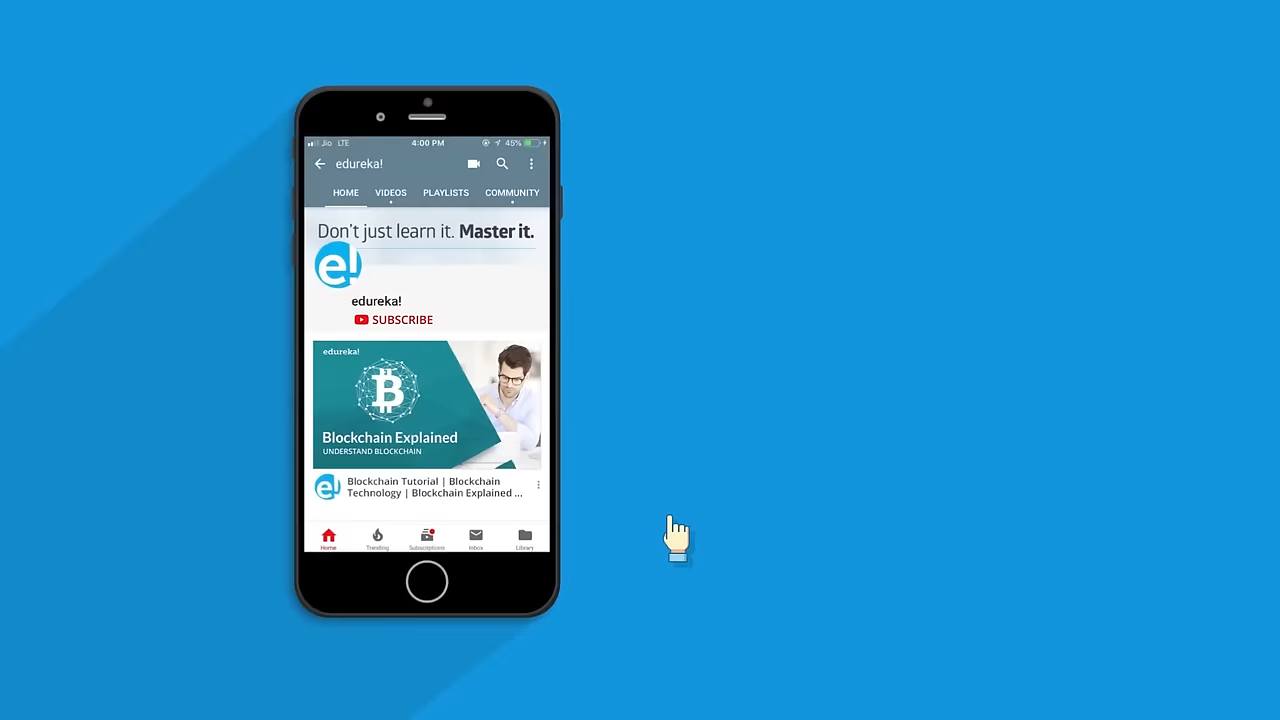 Jio LTE 4:00 PM 45%
edureka!
HOME VIDEOS PLAYLISTS COMMUNITY
Don't just learn it. Master it.
e!
edureka!
SUBSCRIBE
edureka!
B
Blockchain Explained
UNDERSTAND BLOCKCHAIN
e!
Blockchain Tutorial | Blockchain
Technology | Blockchain Explained ...
Home Trending Subscriptions Inbox Library